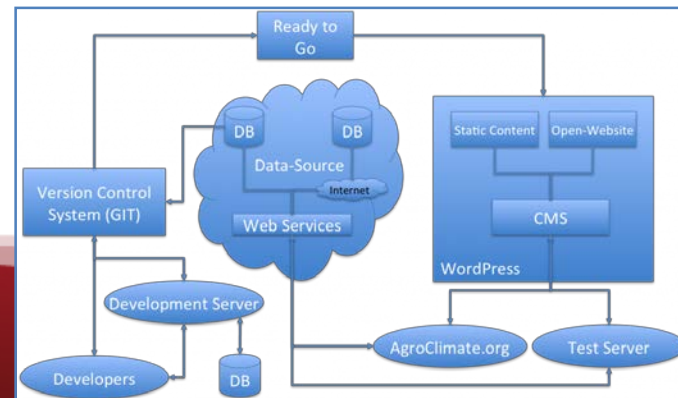 Ready to
Go
DB
DB
Data-Source
Internet
Web Services
Static Content
Open-Website
CMS
WordPress
Version Control
System (GIT)
Development Server
Developers
DB
AgroClimate.org
Test Server